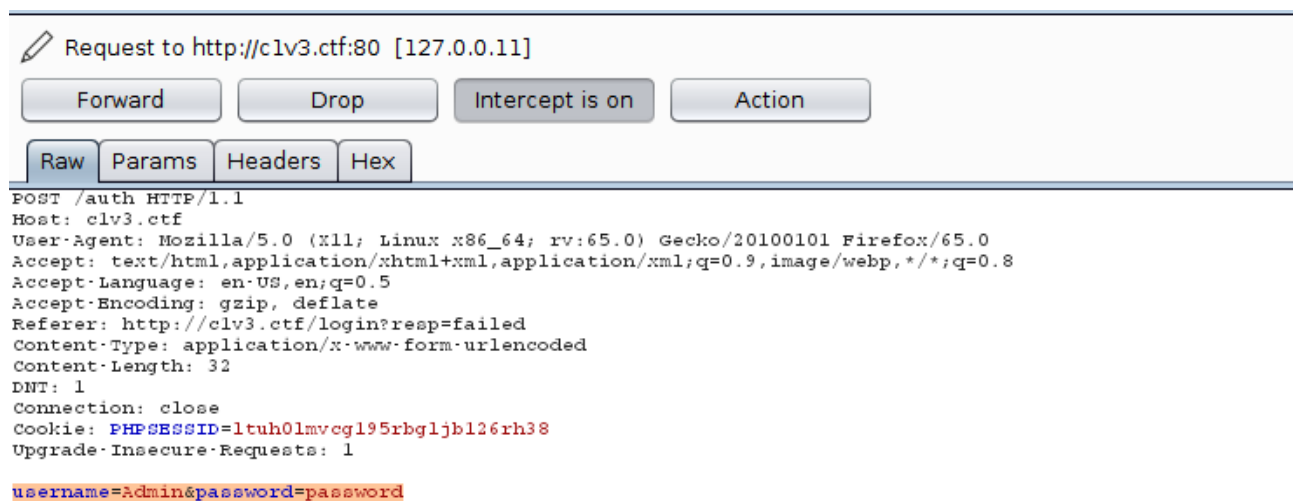 Request to http://c1v3.ctf:80 [127.0.0.11]
Forward Drop Intercept is on Action
Raw Params Headers Hex
POST /auth HTTP/1.1
Host: clv3.ctf
User-Agent: Mozilla/5.0 (X11; Linux x86_64; rv:65.0) Gecko/20100101 Firefox/65.0
Accept: text/html,application/xhtml+xml,application/xml;q=0.9,image/webp,*/*;q=0.8
Accept-Language: en-US,en;q=0.5
Accept-Encoding: gzip, deflate
Referer: http://clv3.ctf/login?resp=failed
Content-Type: application/x-www-form-urlencoded
Content-Length: 32
DNT: 1
Connection: close
Cookie: PHPSESSID=ltuh0lmvcgl95rbgljbl26rh38
Upgrade-Insecure-Requests: 1
username=Admin&password=password